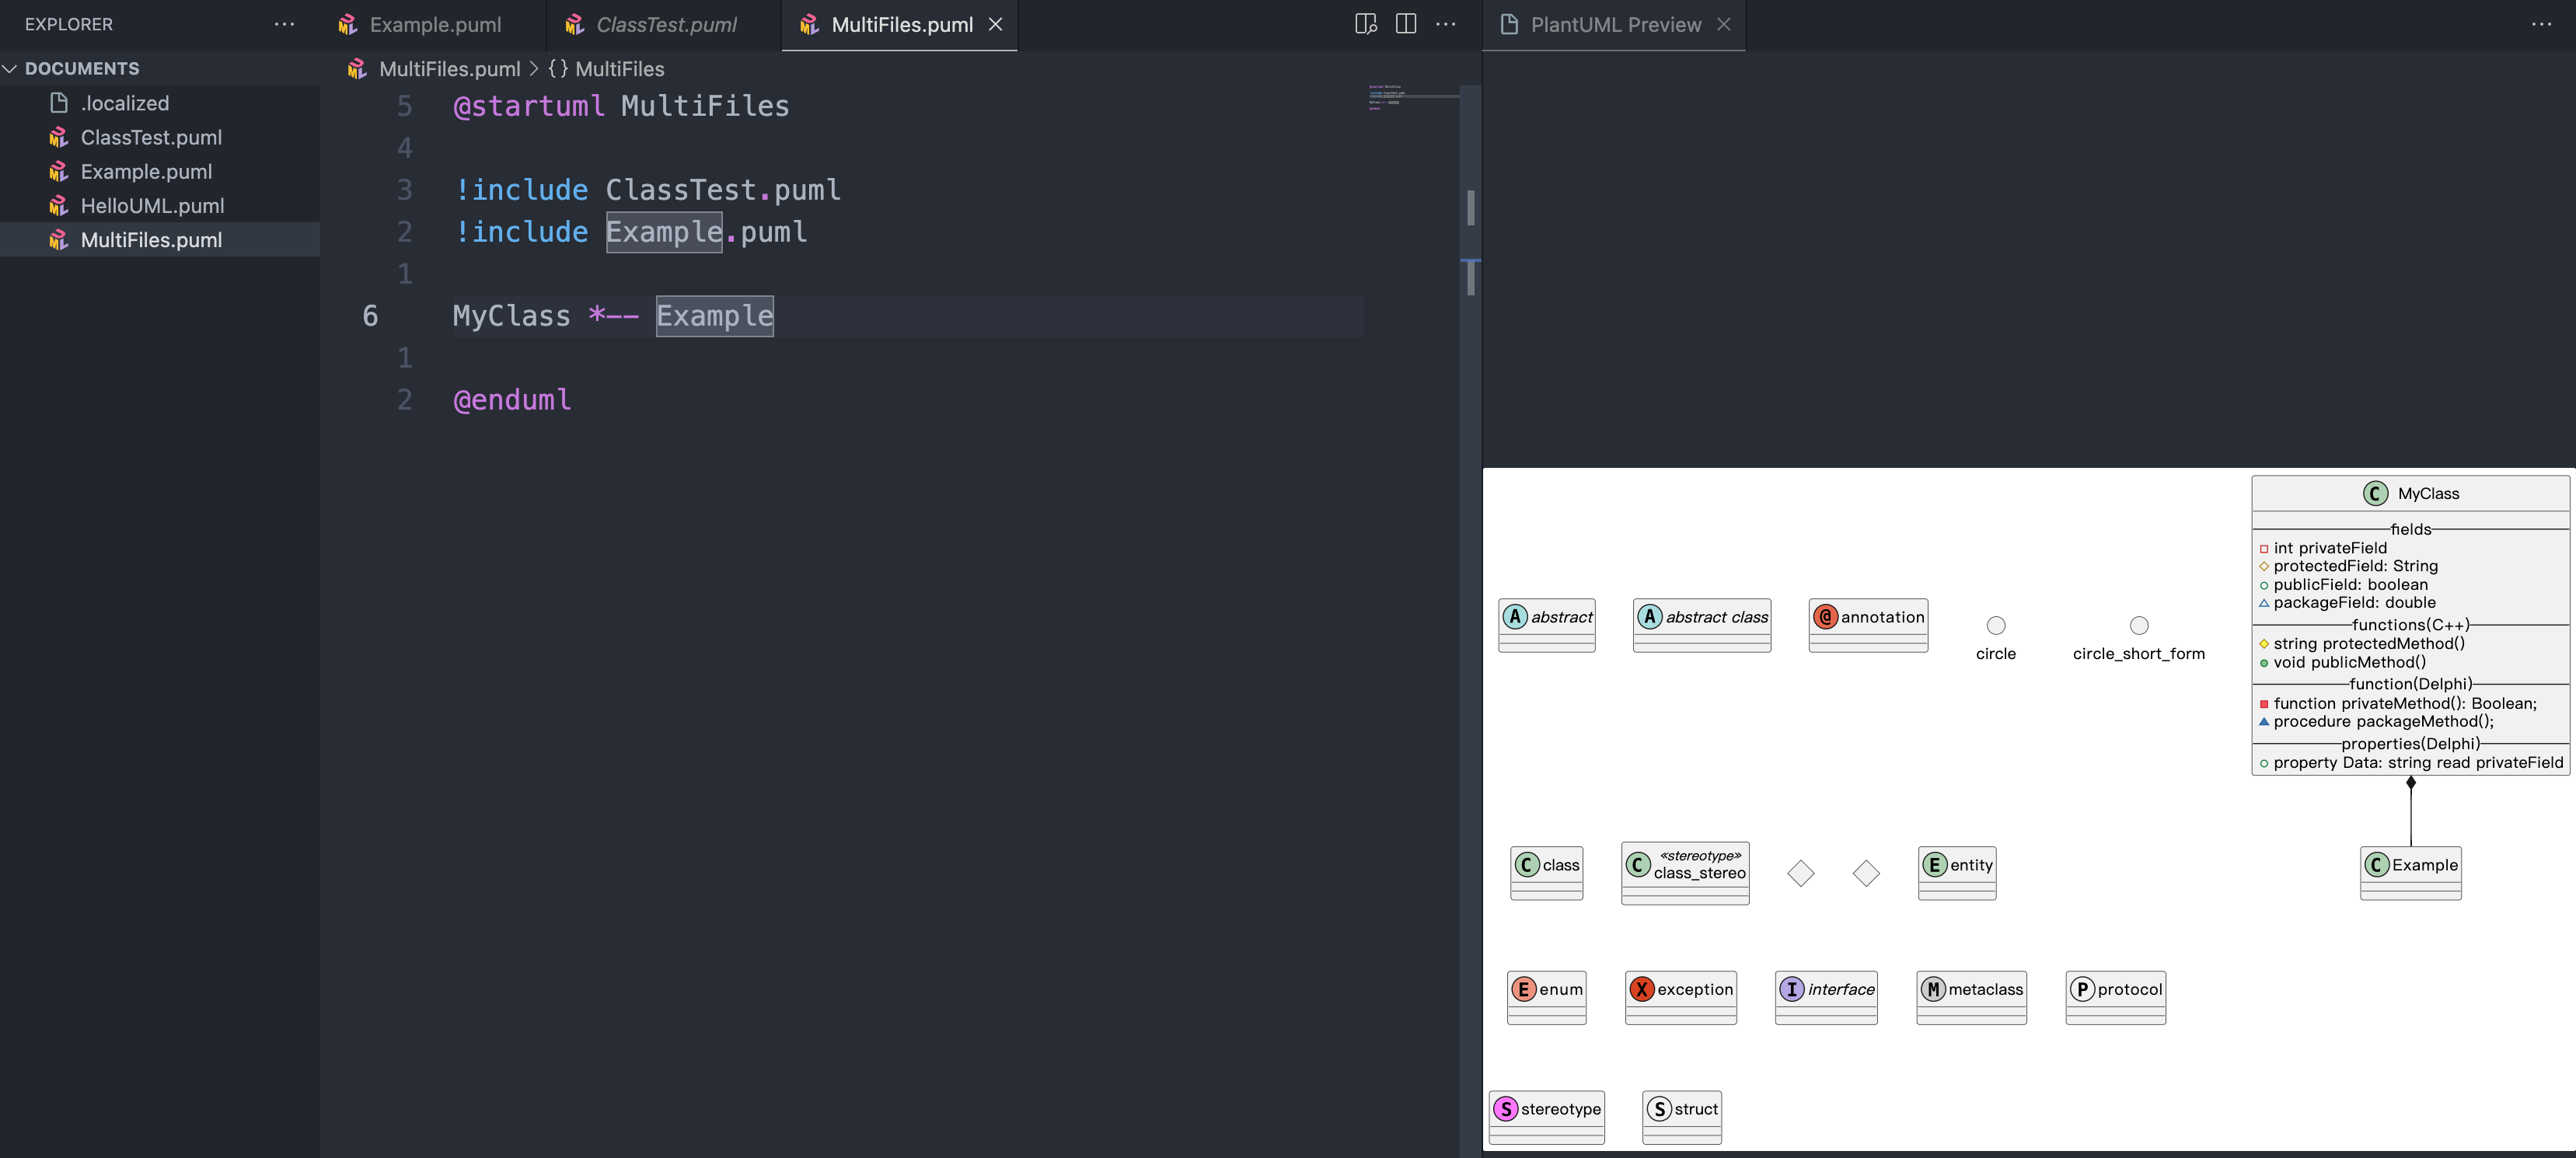 EXPLORER
DOCUMENTS
.localized
ClassTest.puml
Example.puml
HelloUML.puml
MultiFiles.puml
Example.puml
ClassTest.puml
MultiFiles.puml
MultiFiles.puml > {} MultiFiles
5 @startuml MultiFiles
4
3 !include ClassTest.puml
2 !include Example.puml
1
6 MyClass *-- Example
1
2 @enduml
PlantUML Preview
C MyClass
fields
int privateField
protectedField: String
publicField: boolean
packageField: double
functions(C++)
string protectedMethod()
void publicMethod()
function(Delphi)
function privateMethod(): Boolean;
procedure packageMethod();
properties(Delphi)
property Data: string read privateField
A abstract
A abstract class
@ annotation
circle
circle_short_form
C class
«stereotype»
C class_stereo
E entity
C Example
E enum
X exception
I interface
M metaclass
P protocol
S stereotype
S struct